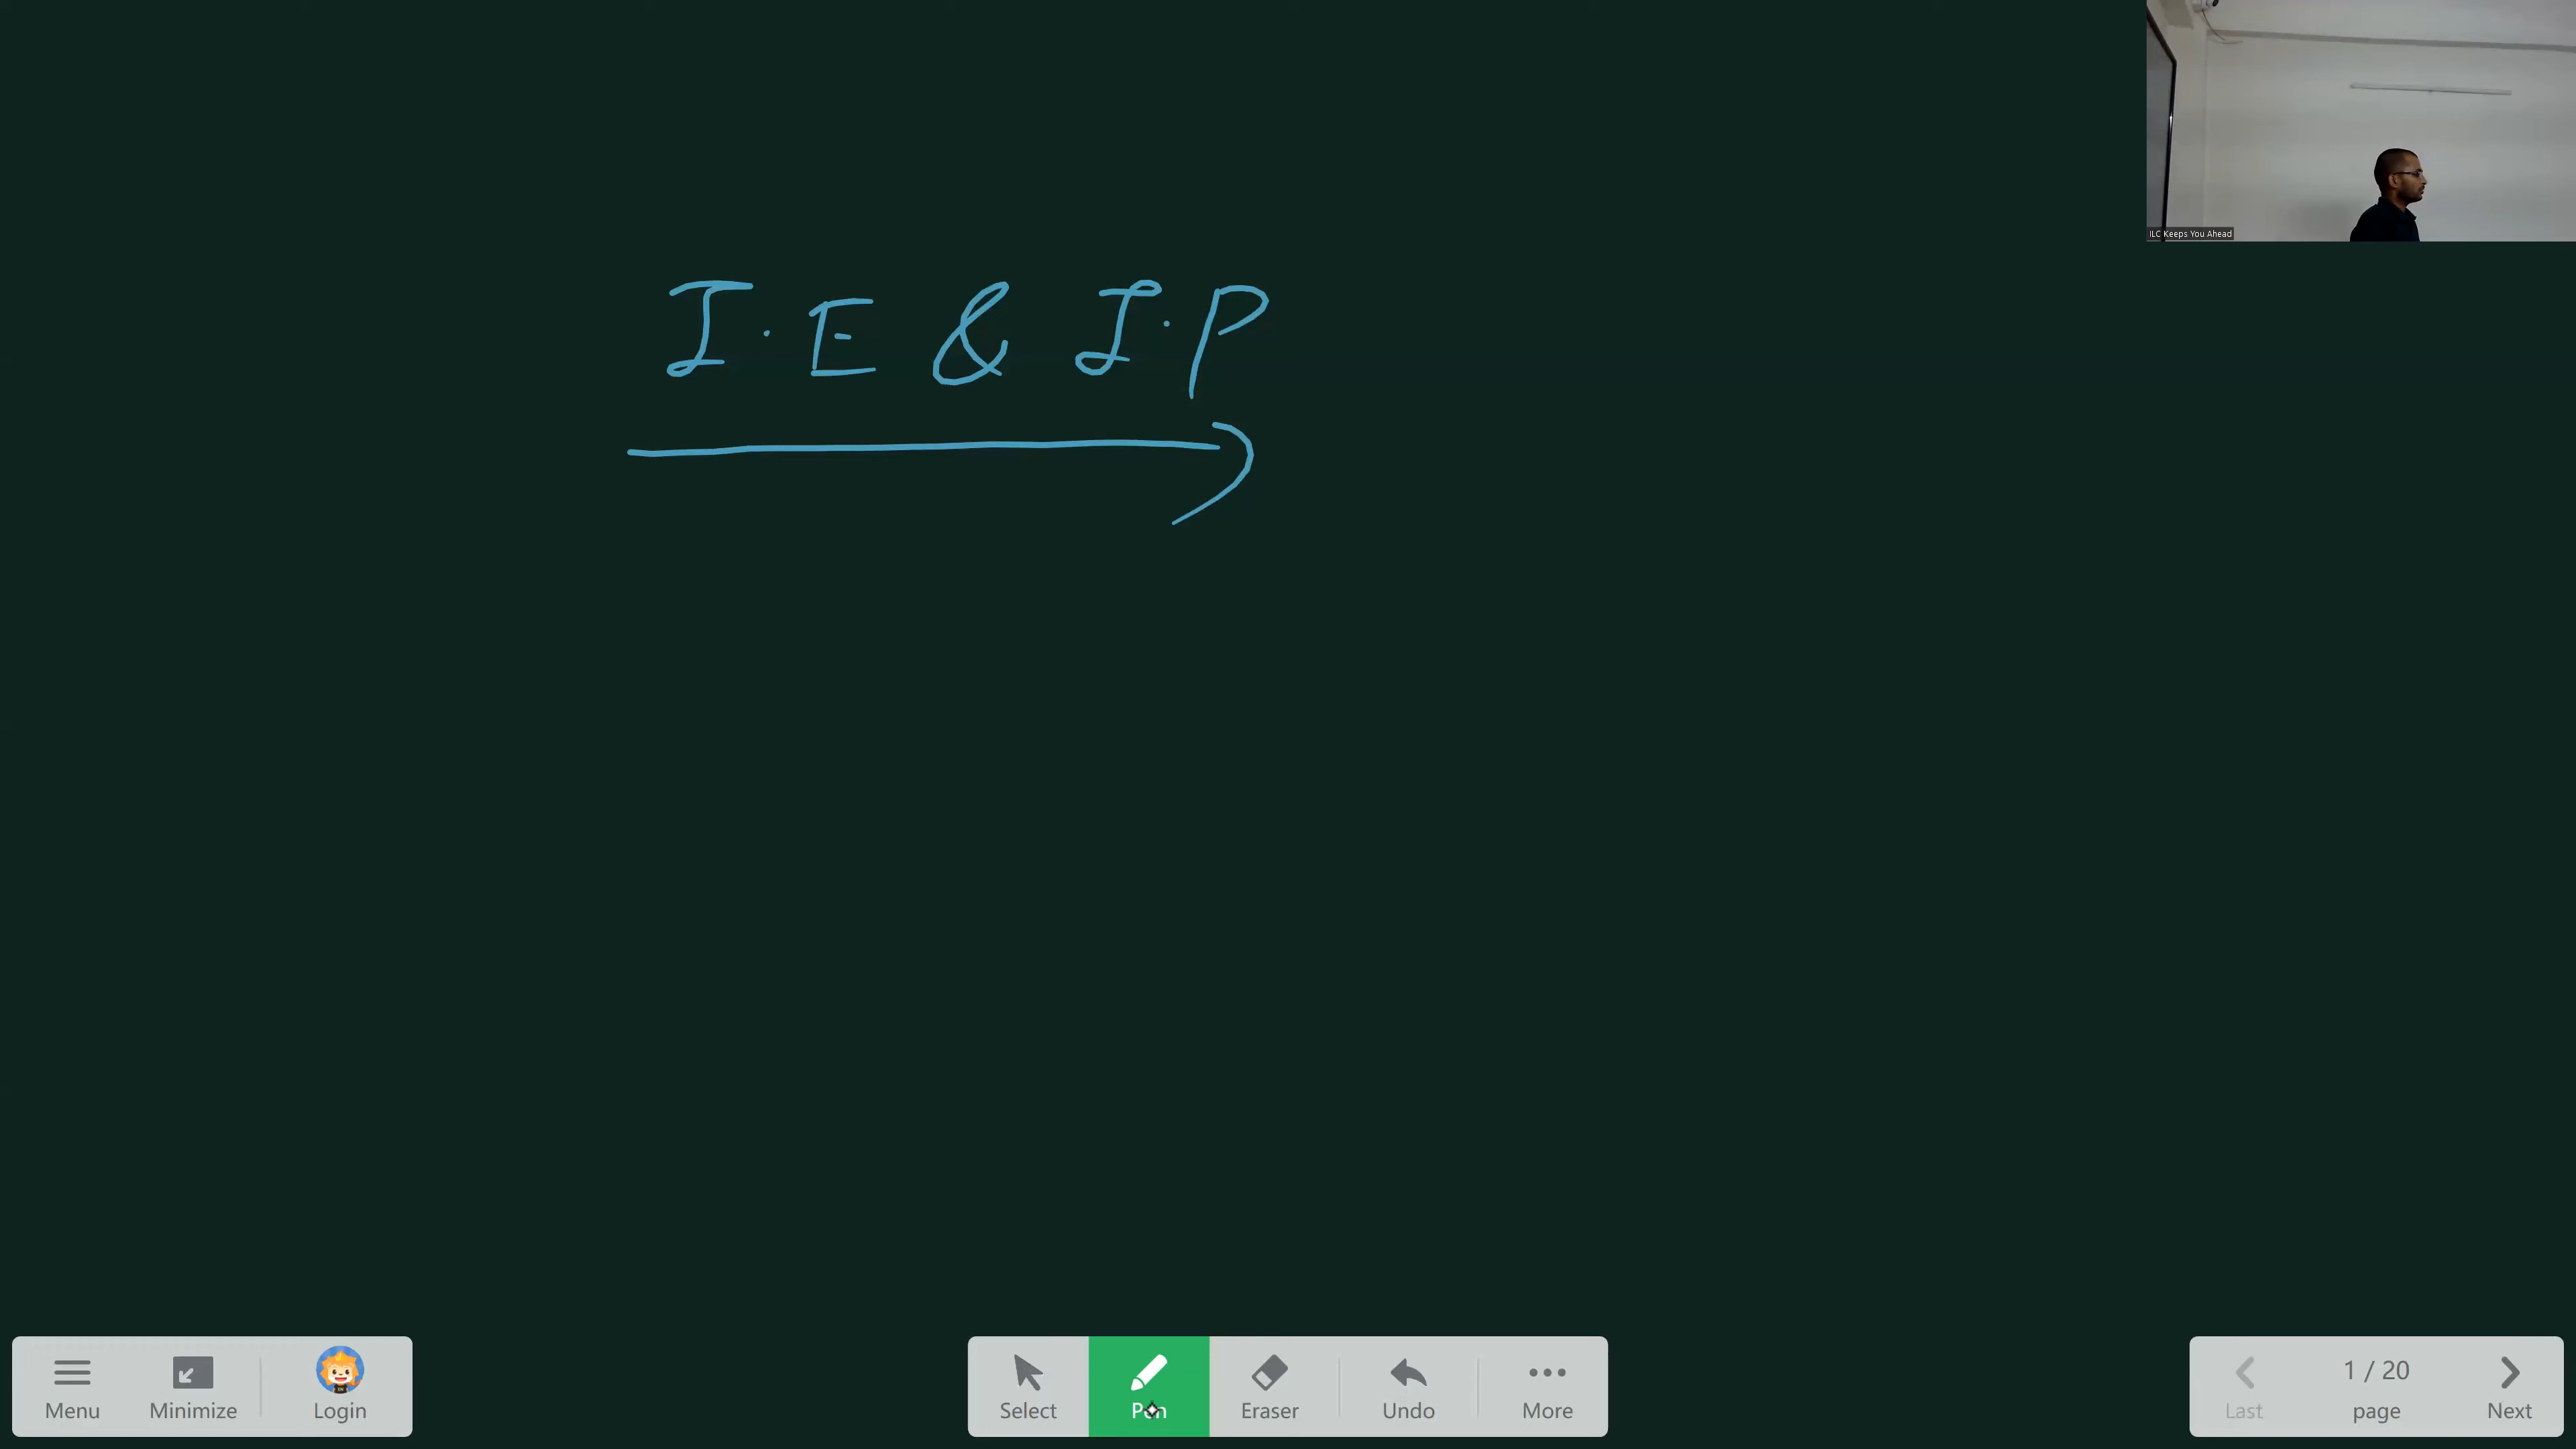 I.E & I.P
ILC Keeps You Ahead
Menu
Minimize
Login
Select
Pen
Eraser
Undo
More
Last
1 / 20
page
Next